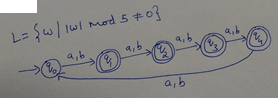 L = {w | |w| mod 5 ≠ 0}
a, b a, b a, b a, b
q₀ q₁ q₂ q₃ q₄
a, b